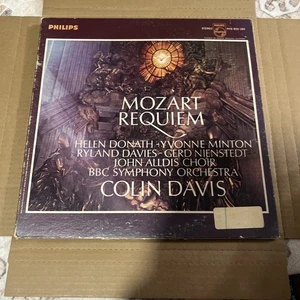 PHILIPS
STEREO
MOZART
REQUIEM
HELEN DONATH · YVONNE MINTON
RYLAND DAVIES · GERD NIENSTEDT
JOHN ALLDIS CHOIR
BBC SYMPHONY ORCHESTRA
COLIN DAVIS